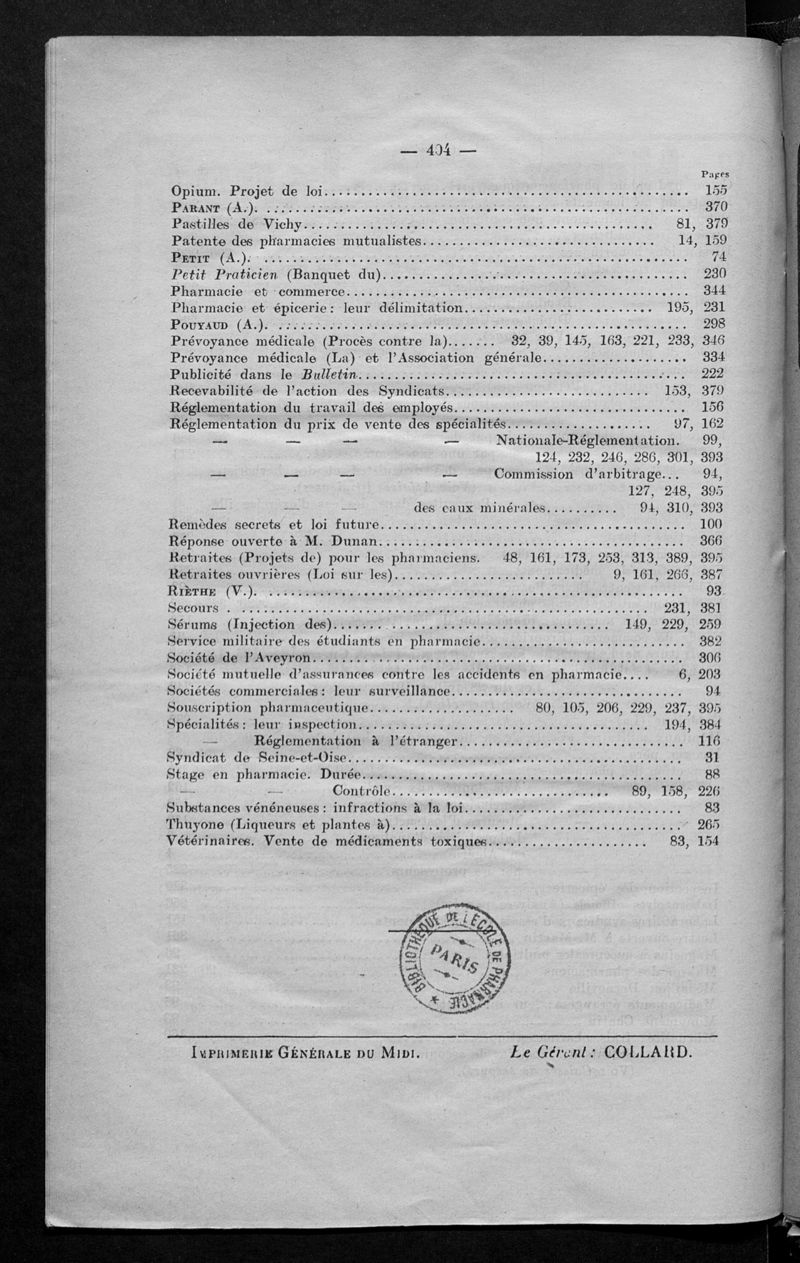 — 404 —
Pages
Opium. Projet de loi........ 155
PARANT (A.)........ 370
Pastilles de Vichy........ 81, 379
Patente des pharmacies mutualistes........ 14, 159
PETIT (A.)........ 74
Petit Praticien (Banquet du)........ 230
Pharmacie et commerce........ 344
Pharmacie et épicerie : leur délimitation........ 195, 231
POUYAUD (A.)........ 298
Prévoyance médicale (Procès contre la)....... 32, 39, 145, 163, 221, 233, 346
Prévoyance médicale (La) et l'Association générale........ 334
Publicité dans le Bulletin........ 222
Recevabilité de l'action des Syndicats........ 153, 379
Réglementation du travail des employés........ 156
Réglementation du prix de vente des spécialités........ 97, 162
— — — — Nationale-Réglementation. 99,
124, 232, 246, 286, 301, 393
— — — — Commission d'arbitrage... 94,
127, 248, 395
— — — des eaux minérales.......... 94, 310, 393
Remèdes secrets et loi future........ 100
Réponse ouverte à M. Dunan........ 366
Retraites (Projets de) pour les pharmaciens. 48, 161, 173, 253, 313, 389, 395
Retraites ouvrières (Loi sur les)........ 9, 161, 266, 387
RIÈTHE (V.)........ 93
Secours ........ 231, 381
Sérums (Injection des)........ 149, 229, 259
Service militaire des étudiants en pharmacie........ 382
Société de l'Aveyron........ 306
Société mutuelle d'assurances contre les accidents en pharmacie.... 6, 203
Sociétés commerciales : leur surveillance........ 94
Souscription pharmaceutique........ 80, 105, 206, 229, 237, 395
Spécialités : leur inspection........ 194, 384
— Réglementation à l'étranger........ 116
Syndicat de Seine-et-Oise........ 31
Stage en pharmacie. Durée........ 88
— — Contrôle........ 89, 158, 226
Substances vénéneuses : infractions à la loi........ 83
Thuyone (Liqueurs et plantes à)........ 265
Vétérinaires. Vente de médicaments toxiques........ 83, 154
BIBLIOTHÈQUE DE L'ÉCOLE DE PHARMACIE
PARIS
IMPRIMERIE GÉNÉRALE DU MIDI. Le Gérant : COLLARD.